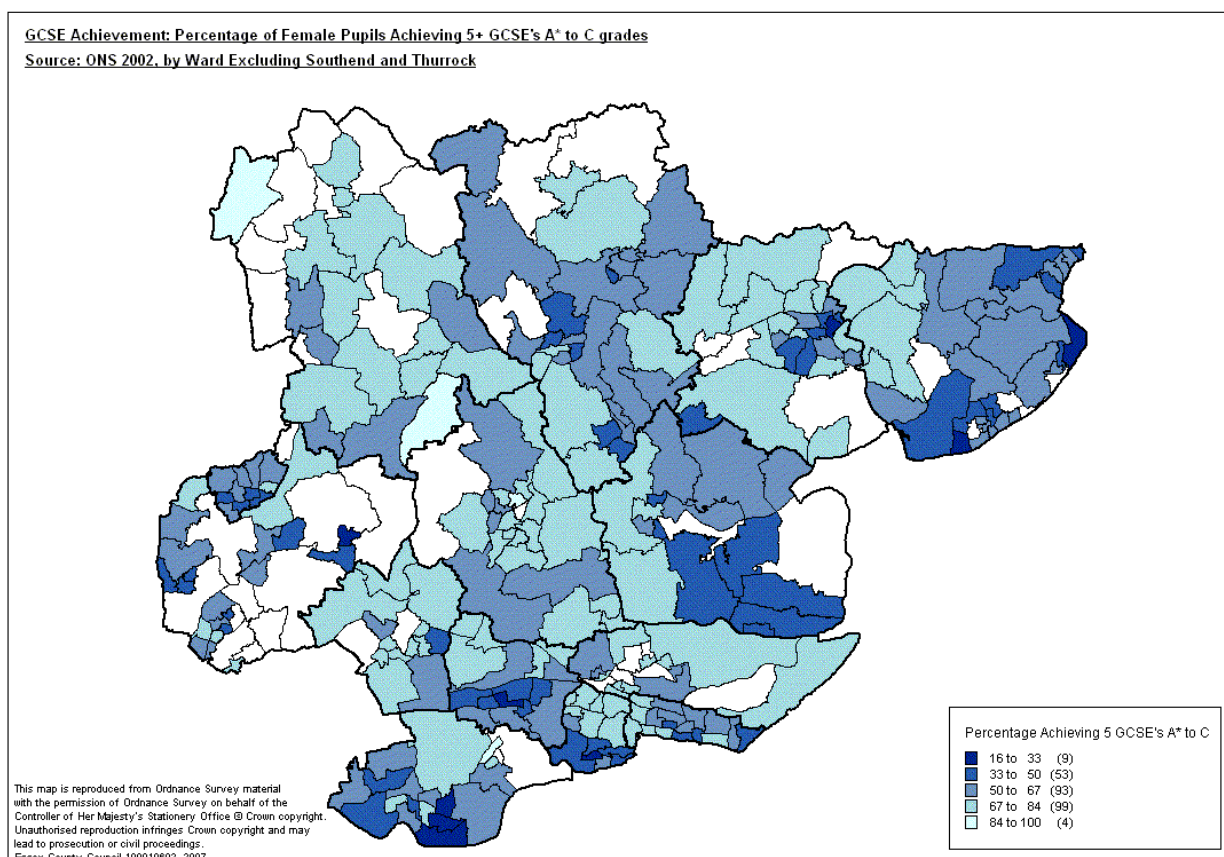 GCSE Achievement: Percentage of Female Pupils Achieving 5+ GCSE's A* to C grades
Source: ONS 2002, by Ward Excluding Southend and Thurrock
Percentage Achieving 5 GCSE's A* to C
16 to 33 (9)
33 to 50 (53)
50 to 67 (93)
67 to 84 (99)
84 to 100 (4)
This map is reproduced from Ordnance Survey material
with the permission of Ordnance Survey on behalf of the
Controller of Her Majesty's Stationery Office © Crown copyright.
Unauthorised reproduction infringes Crown copyright and may
lead to prosecution or civil proceedings.
Essex County Council